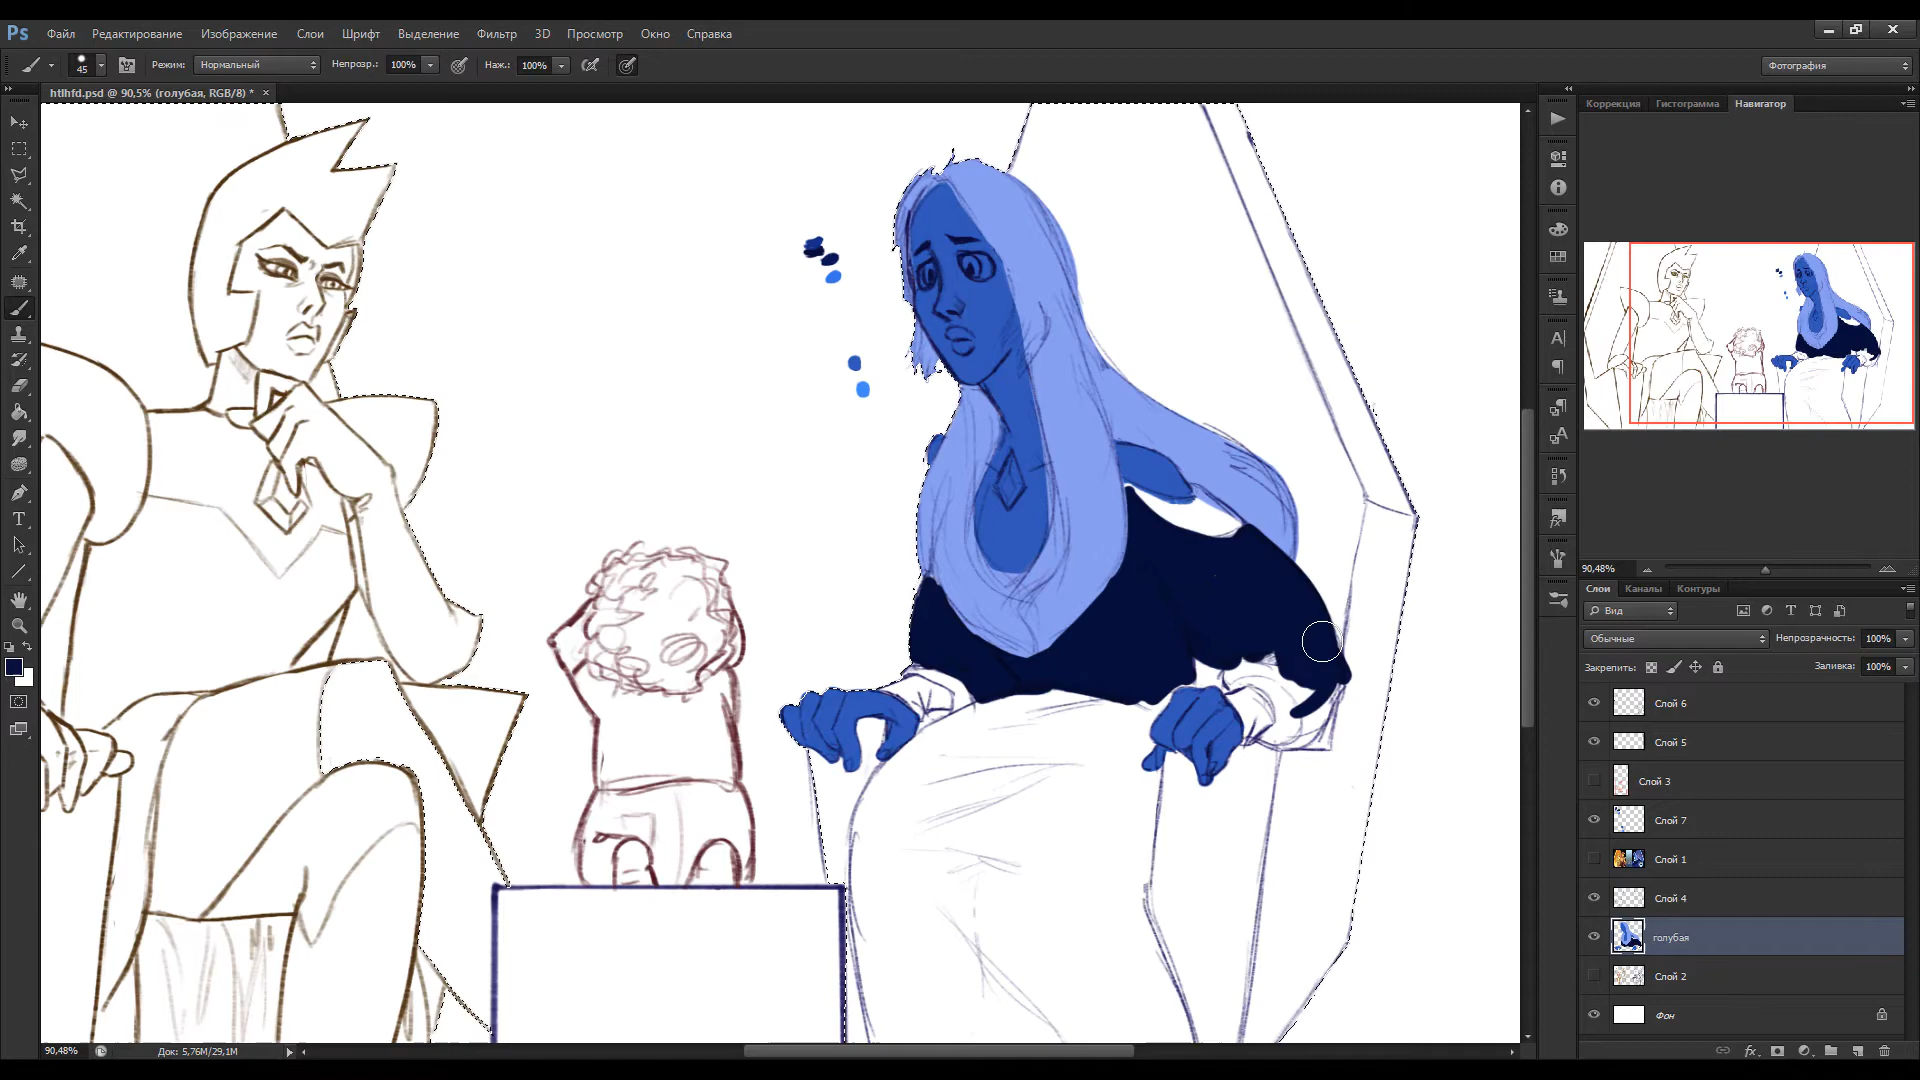 Ps Файл Редактирование Изображение Слои Шрифт Выделение Фильтр 3D Просмотр Окно Справка
45 Режим: Нормальный Непрозр.: 100% Наж.: 100% Фотография
htlhfd.psd @ 90,5% (голубая, RGB/8) * ×
Коррекция Гистограмма Навигатор
90,48%
Слои Каналы Контуры
Вид
Обычные Непрозрачность: 100%
Закрепить: Заливка: 100%
Слой 6
Слой 5
Слой 3
Слой 7
Слой 1
Слой 4
голубая
Слой 2
Фон
90,48% Док: 5,76M/29,1M